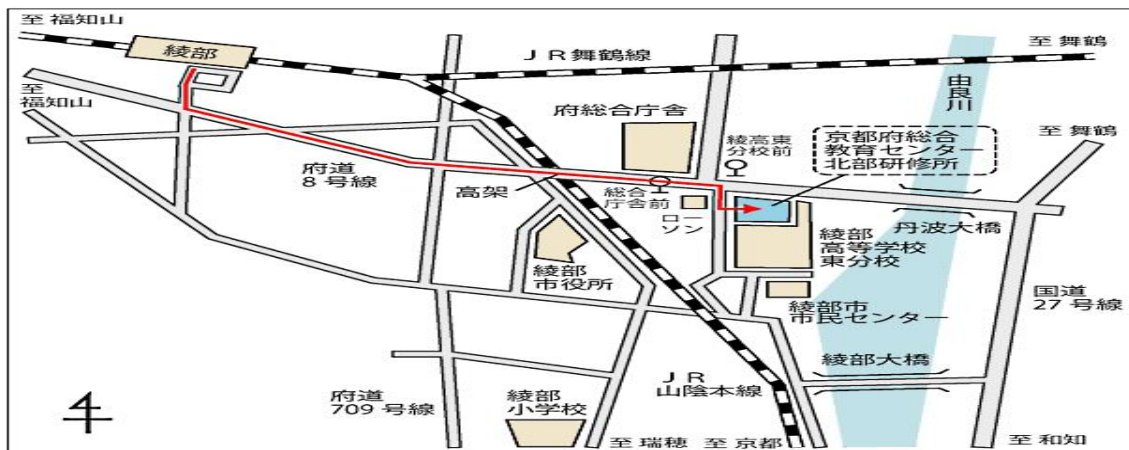 至 福知山
綾部
ＪＲ舞鶴線
至 舞鶴
至
福知山
府総合庁舎
由良川
綾高東
分校前
京都府総合
教育センター
北部研修所
至 舞鶴
府道
8 号線
高架
総合
庁舎前
ロー
ソン
丹波大橋
綾部
高等学校
東分校
綾部
市役所
綾部市
市民センター
国道
27 号線
綾部大橋
ＪＲ
山陰本線
府道
709 号線
綾部
小学校
至 瑞穂
至 京都
至 和知